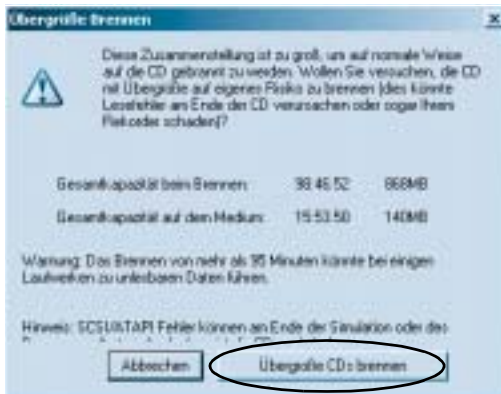 Übergröße Brennen
Diese Zusammenstellung ist zu groß, um auf normale Weise
auf die CD gebrannt zu werden. Wollen Sie versuchen, die CD
mit Übergröße auf eigenes Risiko zu brennen (dies könnte
Lesefehler am Ende der CD verursachen oder sogar Ihrem
Rekorder schaden)?
Gesamtkapazität beim Brennen: 98:46.52 868MB
Gesamtkapazität auf dem Medium: 15:53.50 140MB
Warnung: Das Brennen von mehr als 95 Minuten könnte bei einigen
Laufwerken zu unlesbaren Daten führen.
Hinweis: SCSI/ATAPI Fehler können am Ende der Simulation oder des
Abbrechen
Übergroße CDs brennen